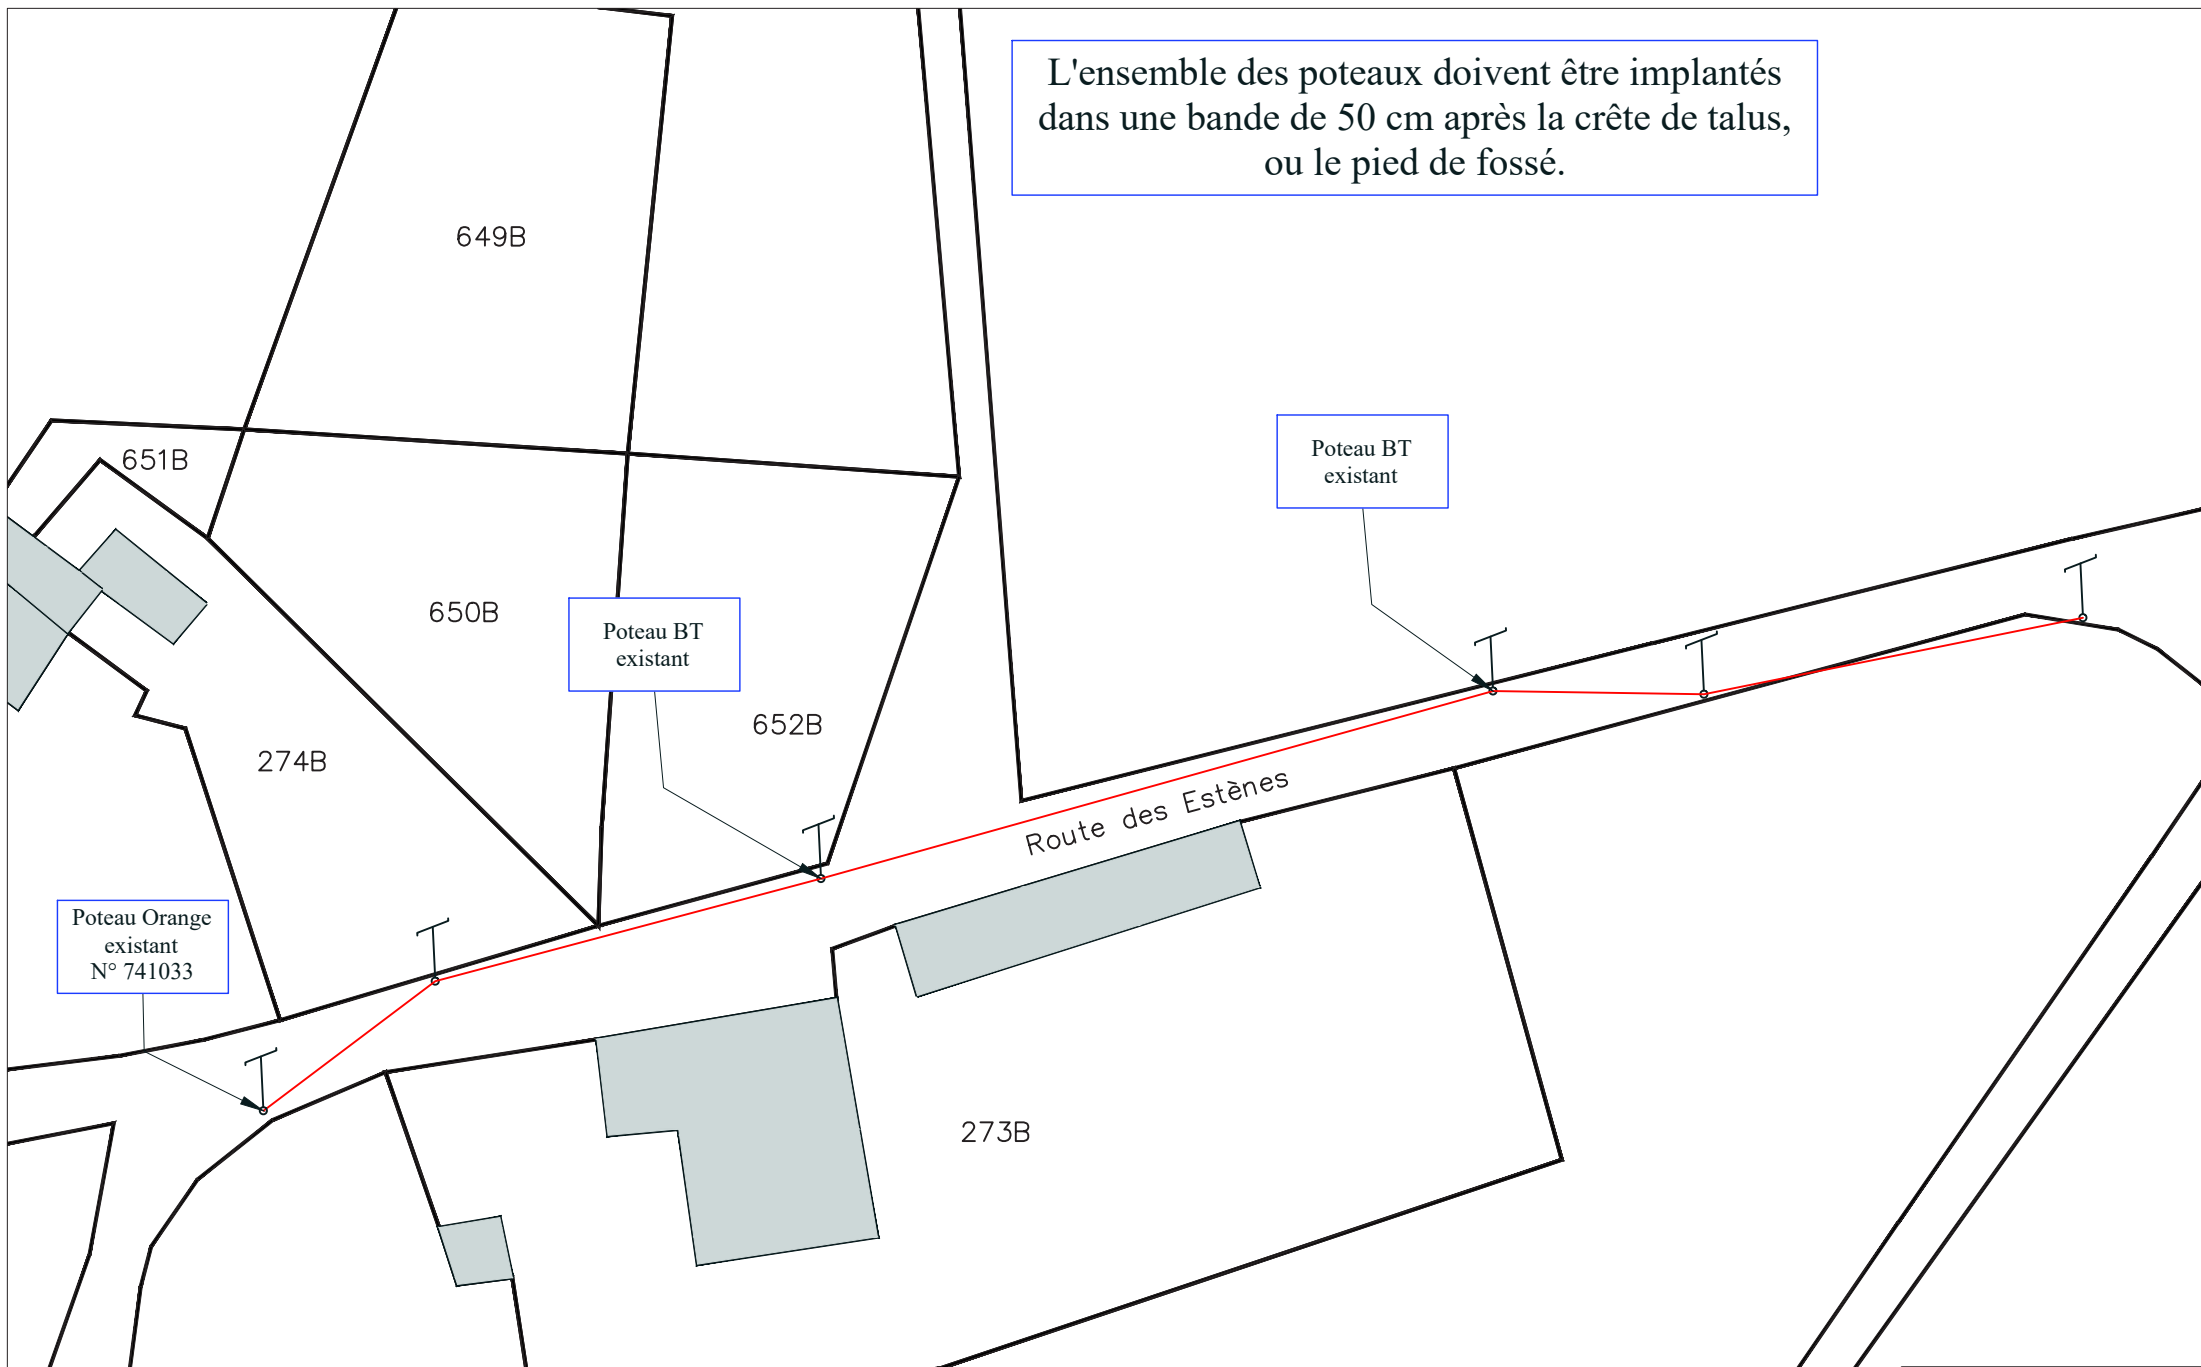 L'ensemble des poteaux doivent être implantés
dans une bande de 50 cm après la crête de talus,
ou le pied de fossé.
649B
651B
Poteau BT
existant
650B
Poteau BT
existant
652B
274B
Route des Estènes
Poteau Orange
existant
N° 741033
273B